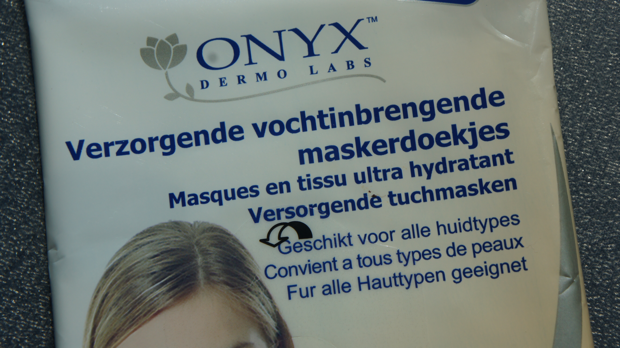 ONYX™
DERMO LABS
Verzorgende vochtinbrengende
maskerdoekjes
Masques en tissu ultra hydratant
Versorgende tuchmasken
Geschikt voor alle huidtypes
Convient a tous types de peaux
Fur alle Hauttypen geeignet